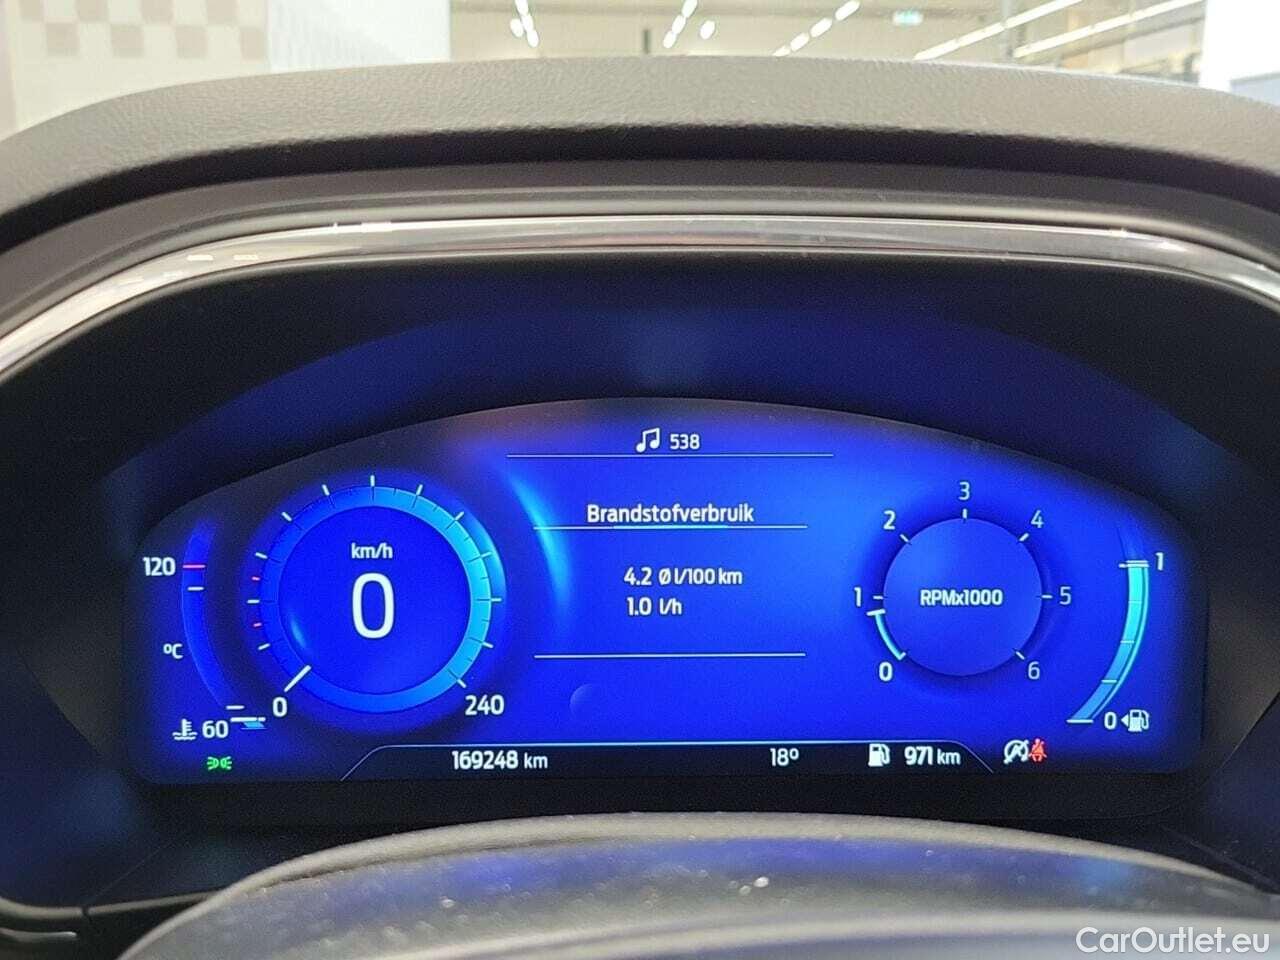 538
Brandstofverbruik
4.2 Ø l/100 km
1.0 l/h
120
°C
60
km/h
0
0
240
3
2
4
1
RPMx1000
5
0
6
1
0
169248 km
18°
971 km
CarOutlet.eu